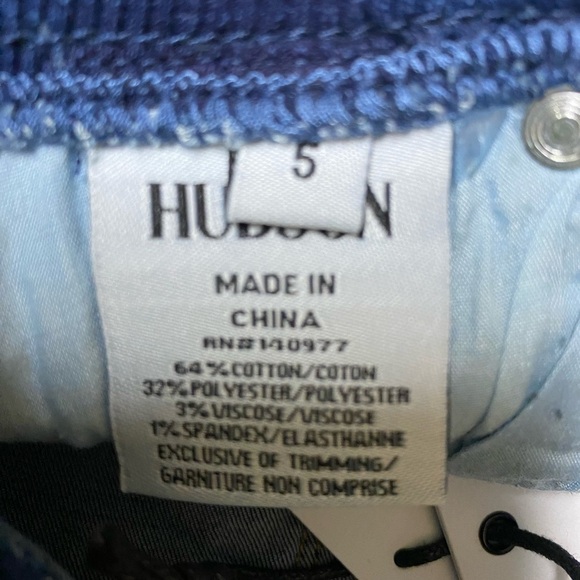 5
HUDSON
MADE IN
CHINA
RN#140977
64%COTTON/COTON
32%POLYESTER/POLYESTER
3%VISCOSE/VISCOSE
1%SPANDEX/ELASTHANNE
EXCLUSIVE OF TRIMMING/
GARNITURE NON COMPRISE